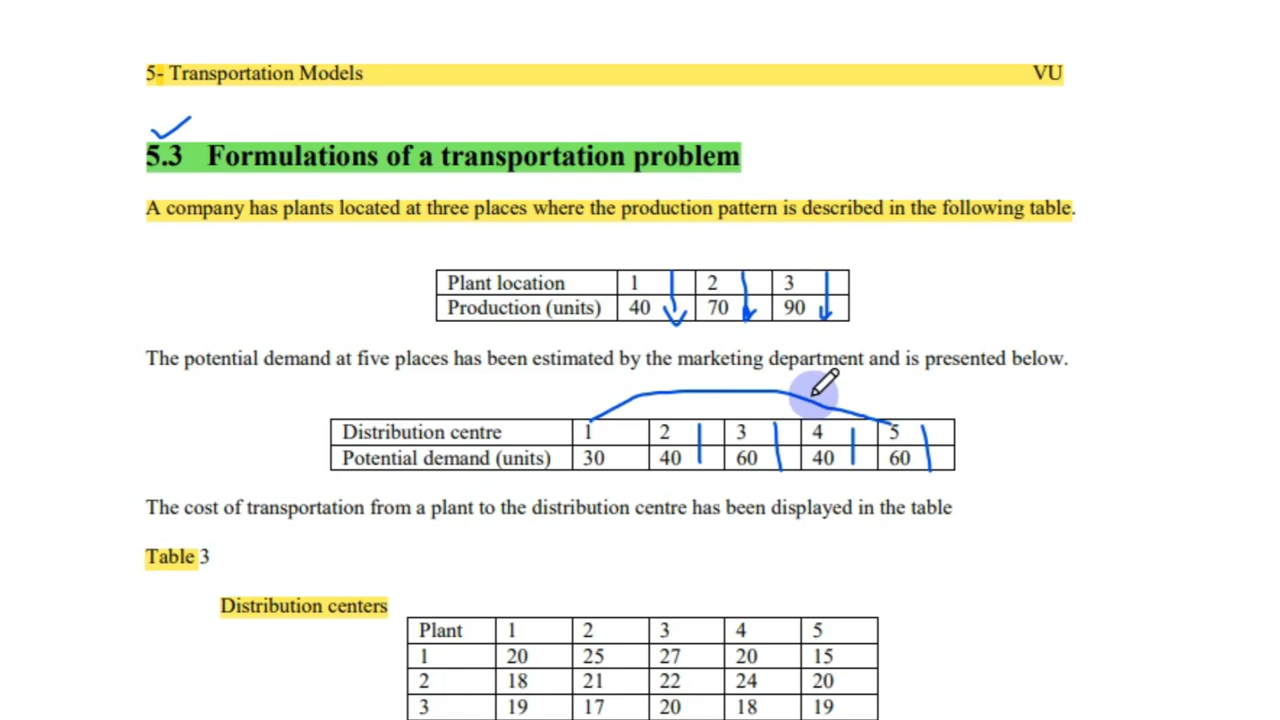 5- Transportation Models VU
5.3 Formulations of a transportation problem
A company has plants located at three places where the production pattern is described in the following table.
Plant location 1 2 3
Production (units) 40 70 90
The potential demand at five places has been estimated by the marketing department and is presented below.
Distribution centre 1 2 3 4 5
Potential demand (units) 30 40 60 40 60
The cost of transportation from a plant to the distribution centre has been displayed in the table
Table 3
Distribution centers
Plant 1 2 3 4 5
1 20 25 27 20 15
2 18 21 22 24 20
3 19 17 20 18 19